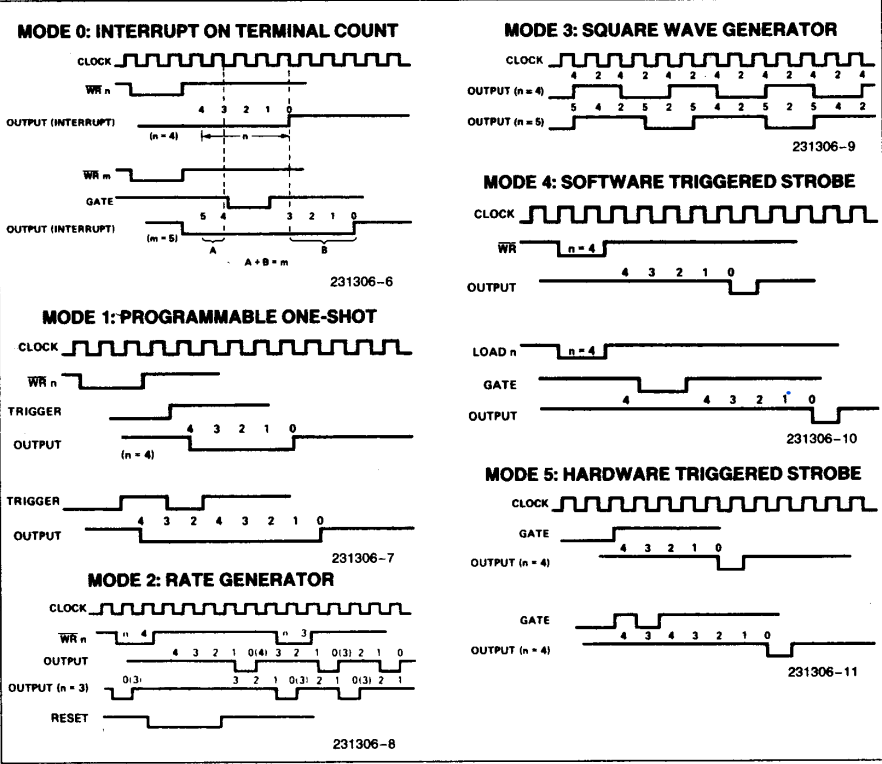 MODE 0: INTERRUPT ON TERMINAL COUNT
CLOCK
WR n
4 3 2 1 0
OUTPUT (INTERRUPT)
(n = 4) n
WR m
GATE
5 4 3 2 1 0
OUTPUT (INTERRUPT)
(m = 5) A B
A + B = m
231306-6
MODE 1: PROGRAMMABLE ONE-SHOT
CLOCK
WR n
TRIGGER
4 3 2 1 0
OUTPUT
(n = 4)
TRIGGER
4 3 2 4 3 2 1 0
OUTPUT
231306-7
MODE 2: RATE GENERATOR
CLOCK
WR n n 4 n 3
4 3 2 1 0(4) 3 2 1 0(3) 2 1 0
OUTPUT
OUTPUT (n = 3) 0(3) 3 2 1 0(3) 2 1 0(3) 2 1
RESET
231306-8
MODE 3: SQUARE WAVE GENERATOR
CLOCK
4 2 4 2 4 2 4 2 4 2 4 2 4
OUTPUT (n = 4)
5 4 2 5 2 5 4 2 5 2 5 4 2
OUTPUT (n = 5)
231306-9
MODE 4: SOFTWARE TRIGGERED STROBE
CLOCK
WR n = 4
4 3 2 1 0
OUTPUT
LOAD n n = 4
GATE
4 4 3 2 1 0
OUTPUT
231306-10
MODE 5: HARDWARE TRIGGERED STROBE
CLOCK
GATE
4 3 2 1 0
OUTPUT (n = 4)
GATE
4 3 4 3 2 1 0
OUTPUT (n = 4)
231306-11